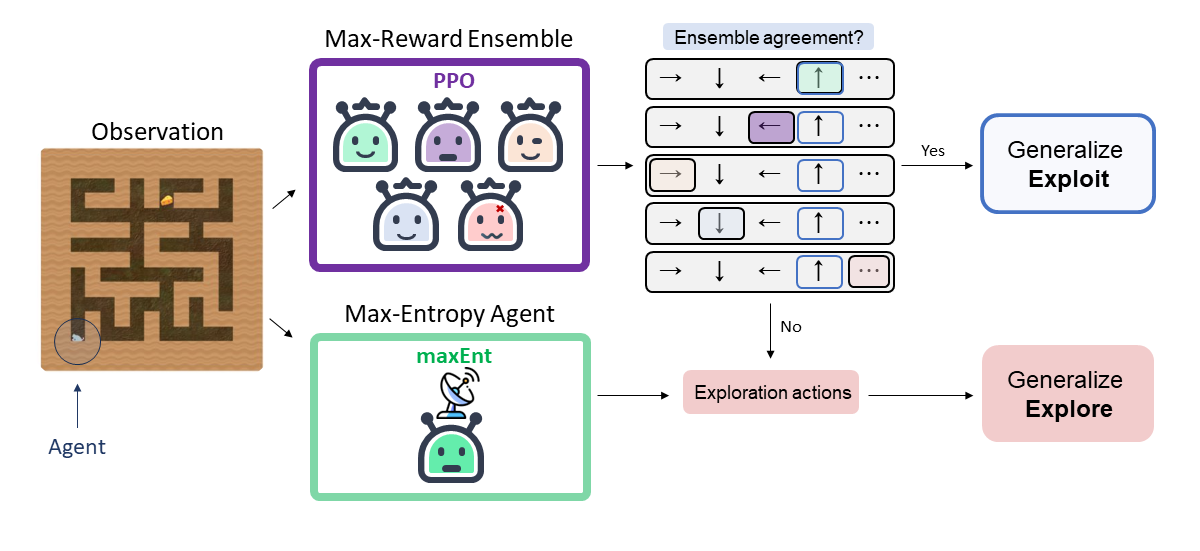 Max-Reward Ensemble
Ensemble agreement?
PPO
→ ↓ ← ↑ ...
→ ↓ ← ↑ ...
→ ↓ ← ↑ ...
→ ↓ ← ↑ ...
→ ↓ ← ↑ ...
Observation
Yes
Generalize
Exploit
Max-Entropy Agent
No
maxEnt
Exploration actions
Generalize
Explore
Agent